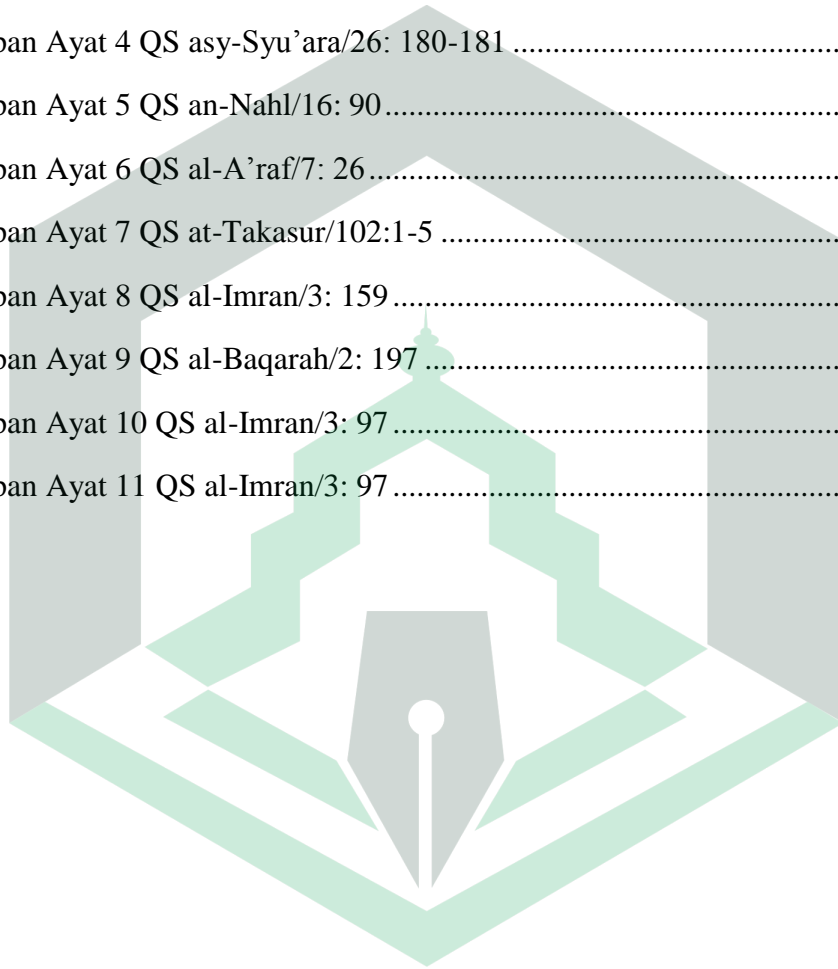 pan Ayat 4 QS asy-Syu’ara/26: 180-181 ........................................................
pan Ayat 5 QS an-Nahl/16: 90 ........................................................
pan Ayat 6 QS al-A’raf/7: 26 ........................................................
pan Ayat 7 QS at-Takasur/102:1-5 ........................................................
pan Ayat 8 QS al-Imran/3: 159 ........................................................
pan Ayat 9 QS al-Baqarah/2: 197 ........................................................
pan Ayat 10 QS al-Imran/3: 97 ........................................................
pan Ayat 11 QS al-Imran/3: 97 ........................................................